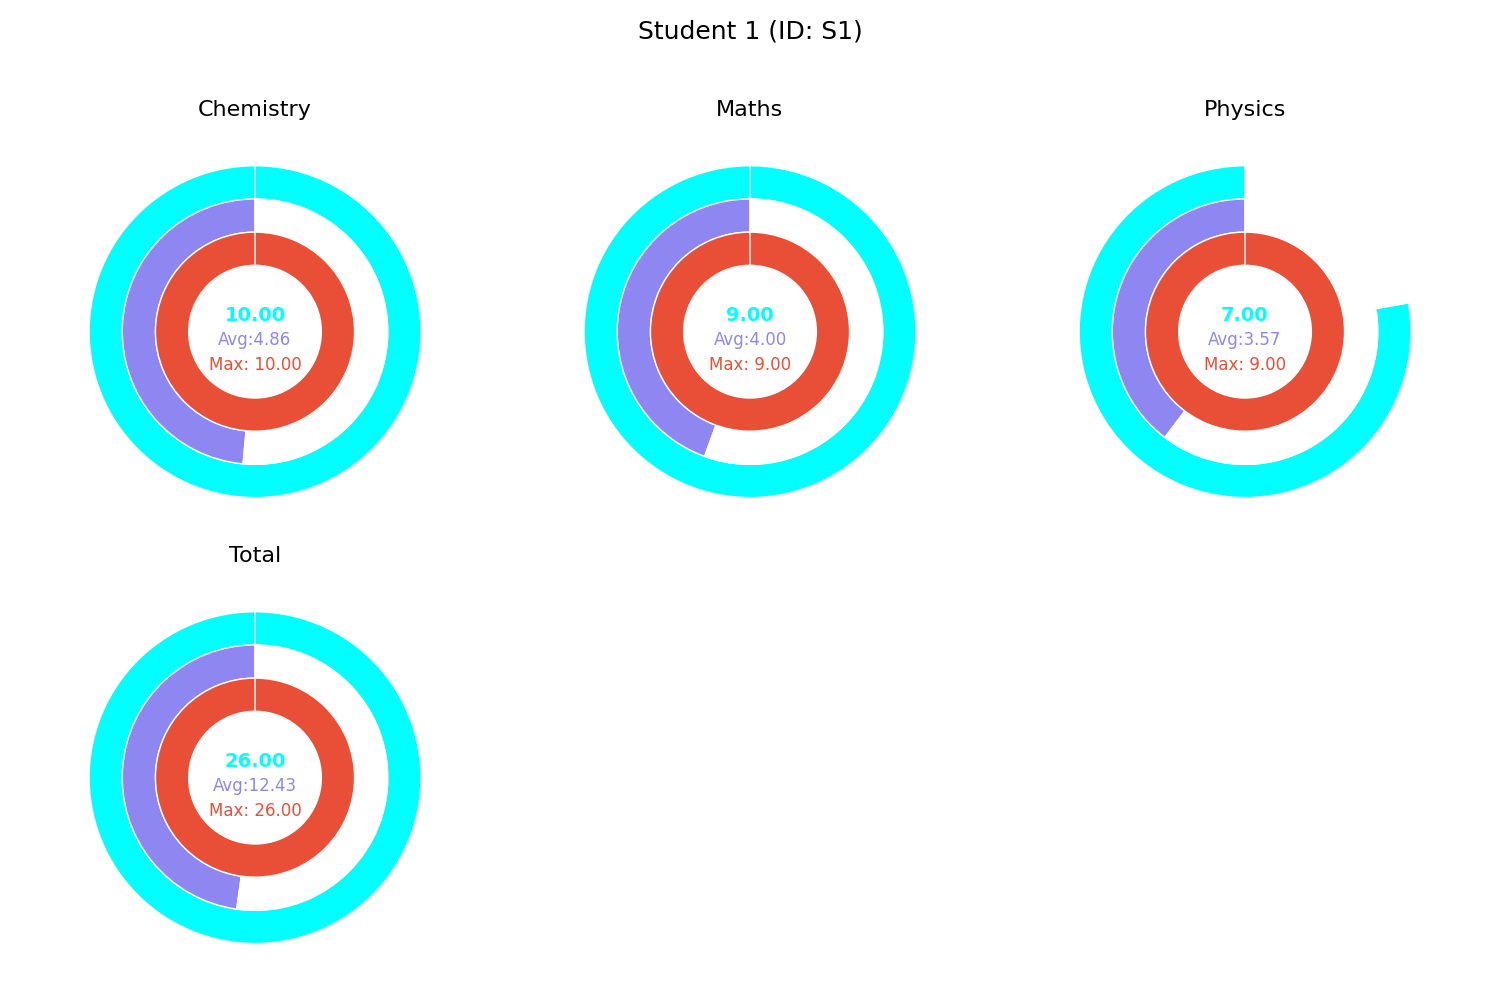 Student 1 (ID: S1)
Chemistry
10.00
Avg:4.86
Max: 10.00
Maths
9.00
Avg:4.00
Max: 9.00
Physics
7.00
Avg:3.57
Max: 9.00
Total
26.00
Avg:12.43
Max: 26.00